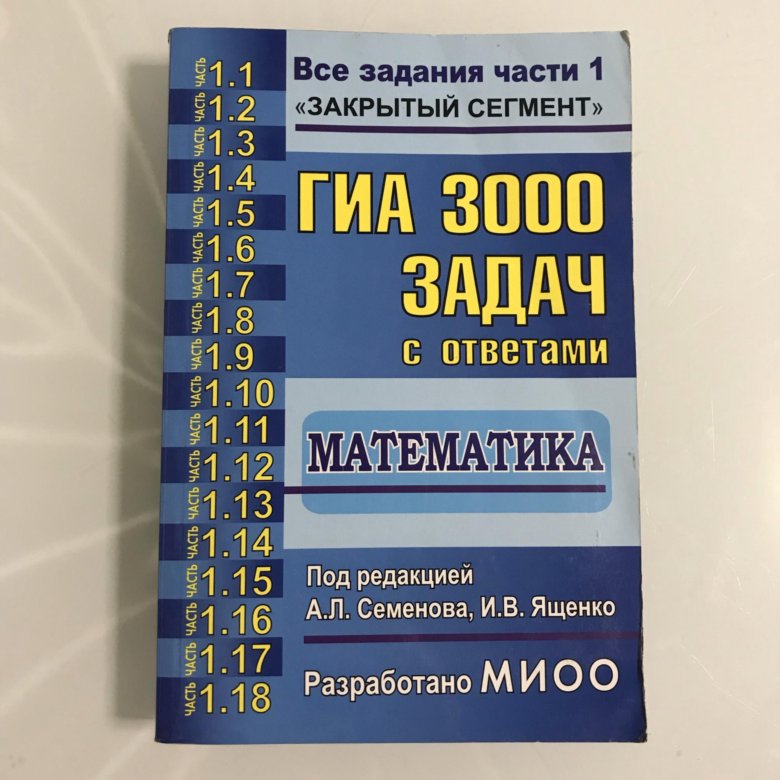 Все задания части 1
«ЗАКРЫТЫЙ СЕГМЕНТ»
ГИА 3000
ЗАДАЧ
с ответами
МАТЕМАТИКА
Под редакцией
А.Л. Семенова, И.В. Ященко
Разработано МИОО
ЧАСТЬ 1.1
ЧАСТЬ 1.2
ЧАСТЬ 1.3
ЧАСТЬ 1.4
ЧАСТЬ 1.5
ЧАСТЬ 1.6
ЧАСТЬ 1.7
ЧАСТЬ 1.8
ЧАСТЬ 1.9
ЧАСТЬ 1.10
ЧАСТЬ 1.11
ЧАСТЬ 1.12
ЧАСТЬ 1.13
ЧАСТЬ 1.14
ЧАСТЬ 1.15
ЧАСТЬ 1.16
ЧАСТЬ 1.17
ЧАСТЬ 1.18